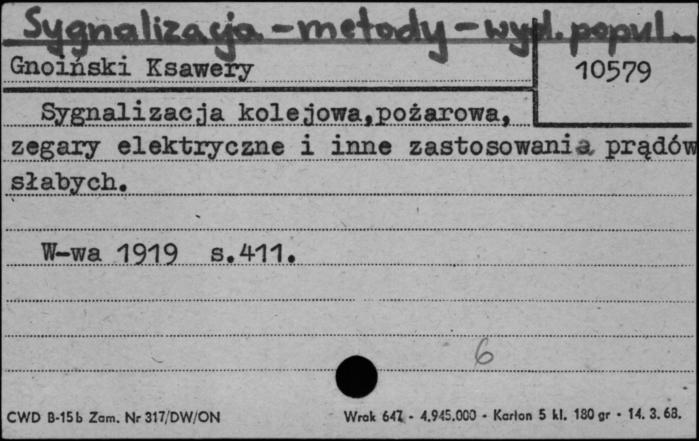 Sygnalizacja - metody - wyd. popul.
Gnoiński Ksawery
10579
Sygnalizacja kolejowa, pożarowa,
zegary elektryczne i inne zastosowania prądów
słabych.
W-wa 1919 s.411.
6
CWD B-15b Zam. Nr 317/DW/ON Wrak 647 - 4.945.000 - Karton 5 kl. 180 gr - 14. 3. 68.